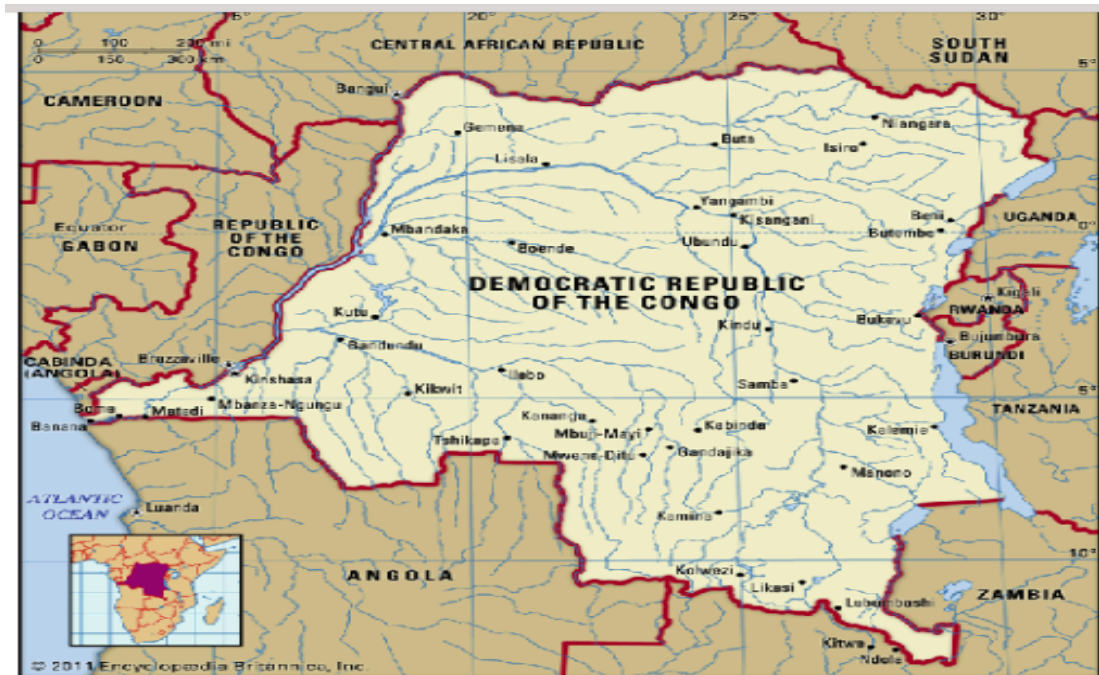 15°
20°
25°
30°
0 100 200 mi
0 150 300 km
CENTRAL AFRICAN REPUBLIC
SOUTH
SUDAN
5°
CAMEROON
Bangui
Gemena
Niangara
Buta
Isiro
Lisala
Yangambi
Kisangani
Beni
UGANDA
Equator
GABON
REPUBLIC
OF THE
CONGO
Mbandaka
Boende
Ubundu
Butembo
0°
DEMOCRATIC REPUBLIC
OF THE CONGO
Kigali
RWANDA
Kutu
Kindu
Bukavu
Bandundu
Bujumbura
BURUNDI
CABINDA
(ANGOLA)
Brazzaville
Kinshasa
Ilebo
Samba
Kikwit
5°
Boma
Matadi
Mbanza-Ngungu
TANZANIA
Banana
Kananga
Mbuji-Mayi
Kabinda
Kalemie
Tshikapa
Mwene-Ditu
Gandajika
Manono
ATLANTIC
OCEAN
Luanda
Kamina
10°
ANGOLA
Kolwezi
Likasi
ZAMBIA
Lubumbashi
Kitwe
Ndola
© 2011 Encyclopædia Britannica, Inc.